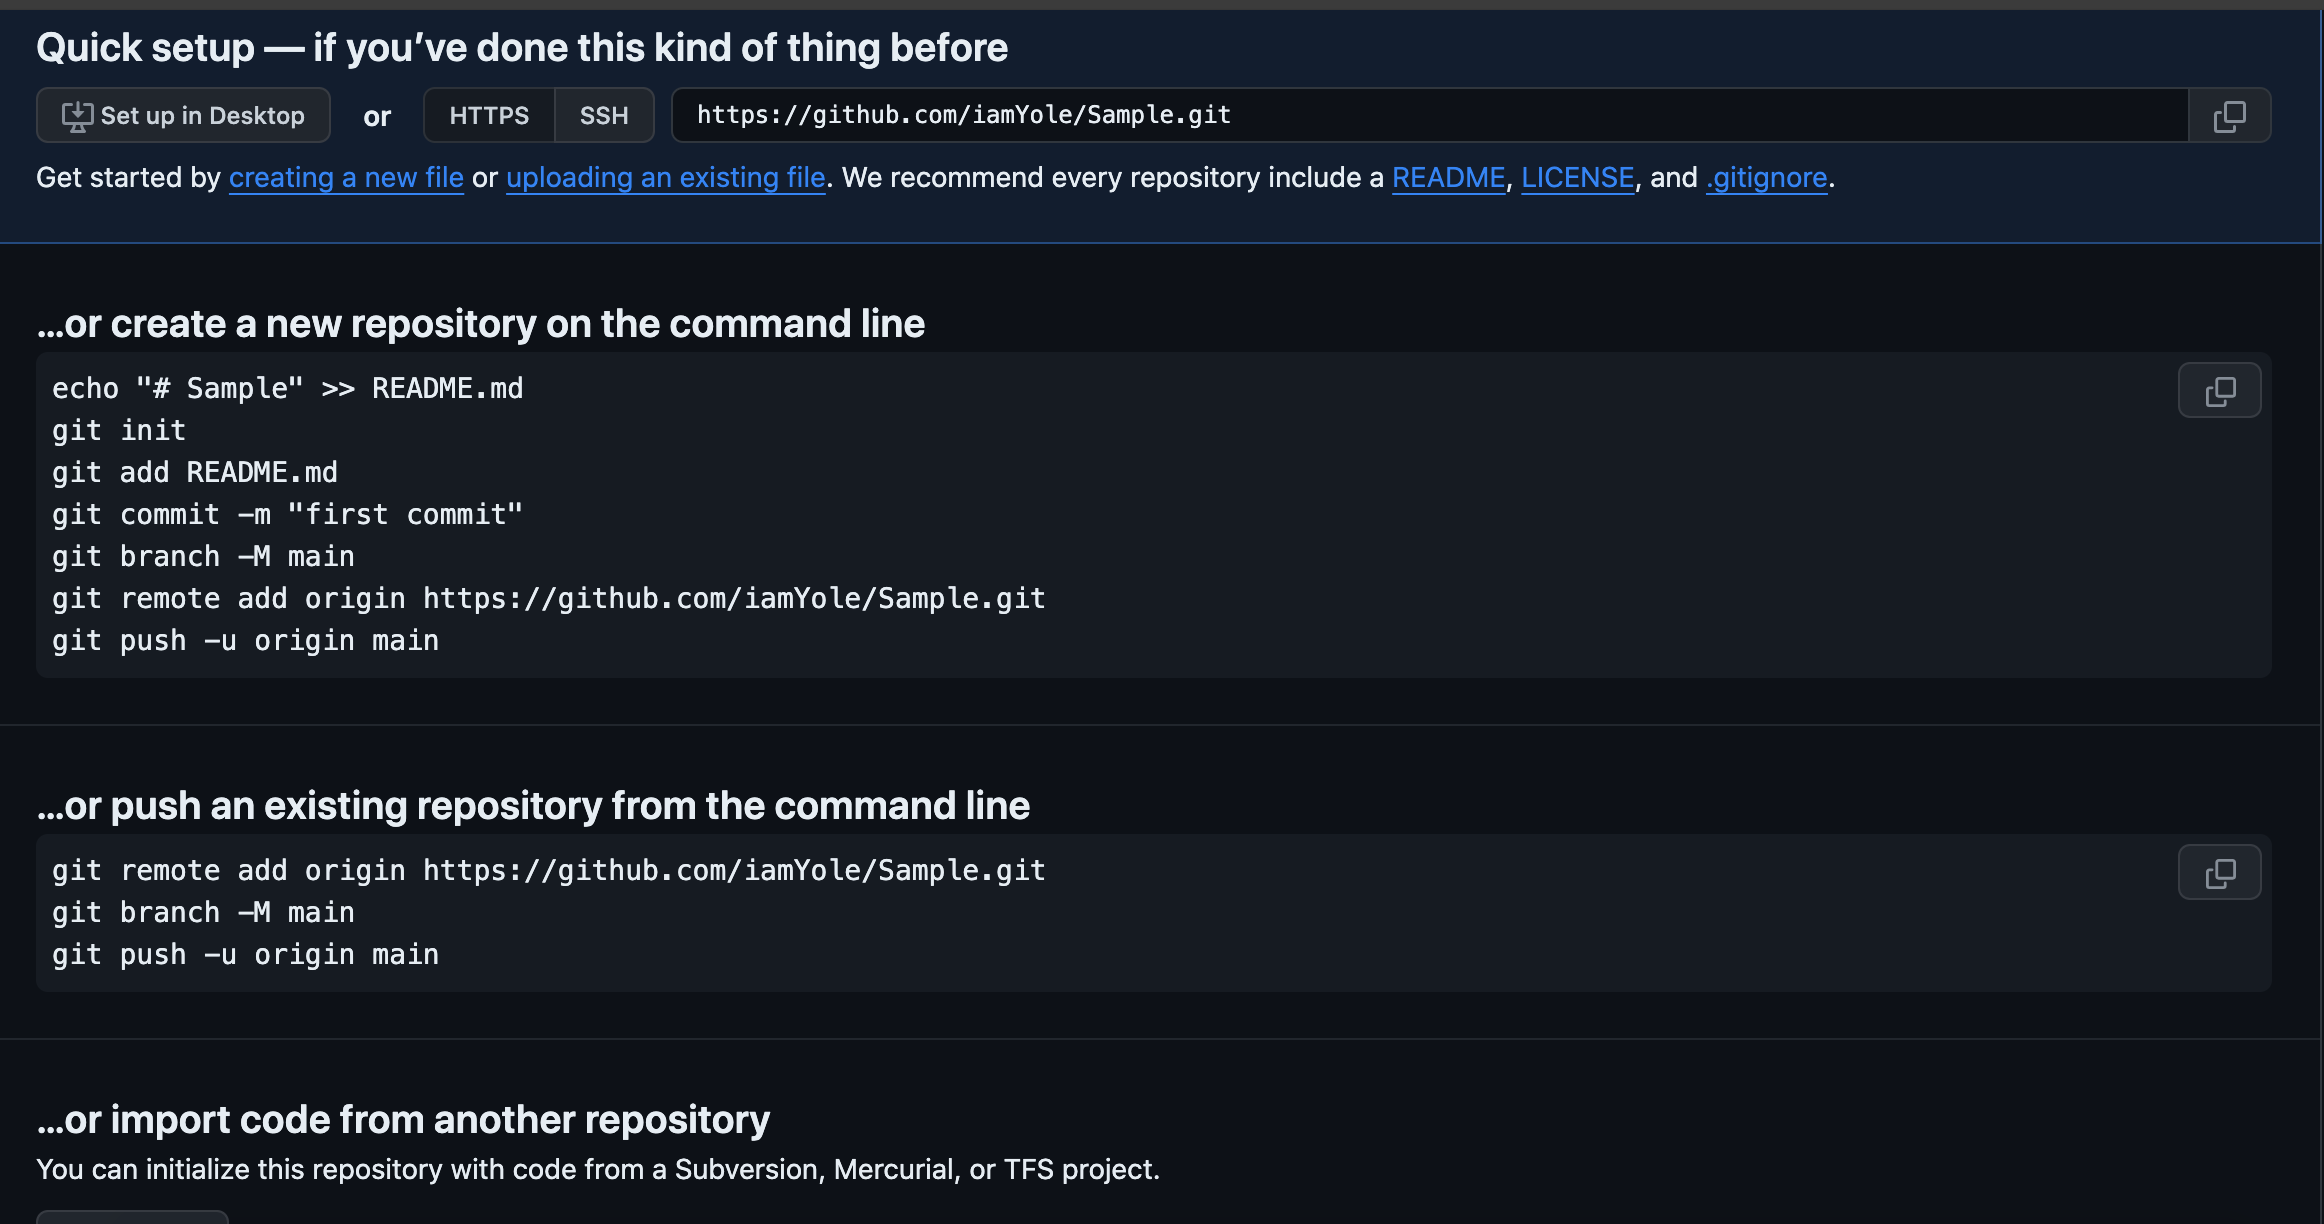 Quick setup — if you’ve done this kind of thing before
Set up in Desktop or HTTPS SSH https://github.com/iamYole/Sample.git
Get started by creating a new file or uploading an existing file. We recommend every repository include a README, LICENSE, and .gitignore.
…or create a new repository on the command line
echo "# Sample" >> README.md
git init
git add README.md
git commit -m "first commit"
git branch -M main
git remote add origin https://github.com/iamYole/Sample.git
git push -u origin main
…or push an existing repository from the command line
git remote add origin https://github.com/iamYole/Sample.git
git branch -M main
git push -u origin main
…or import code from another repository
You can initialize this repository with code from a Subversion, Mercurial, or TFS project.